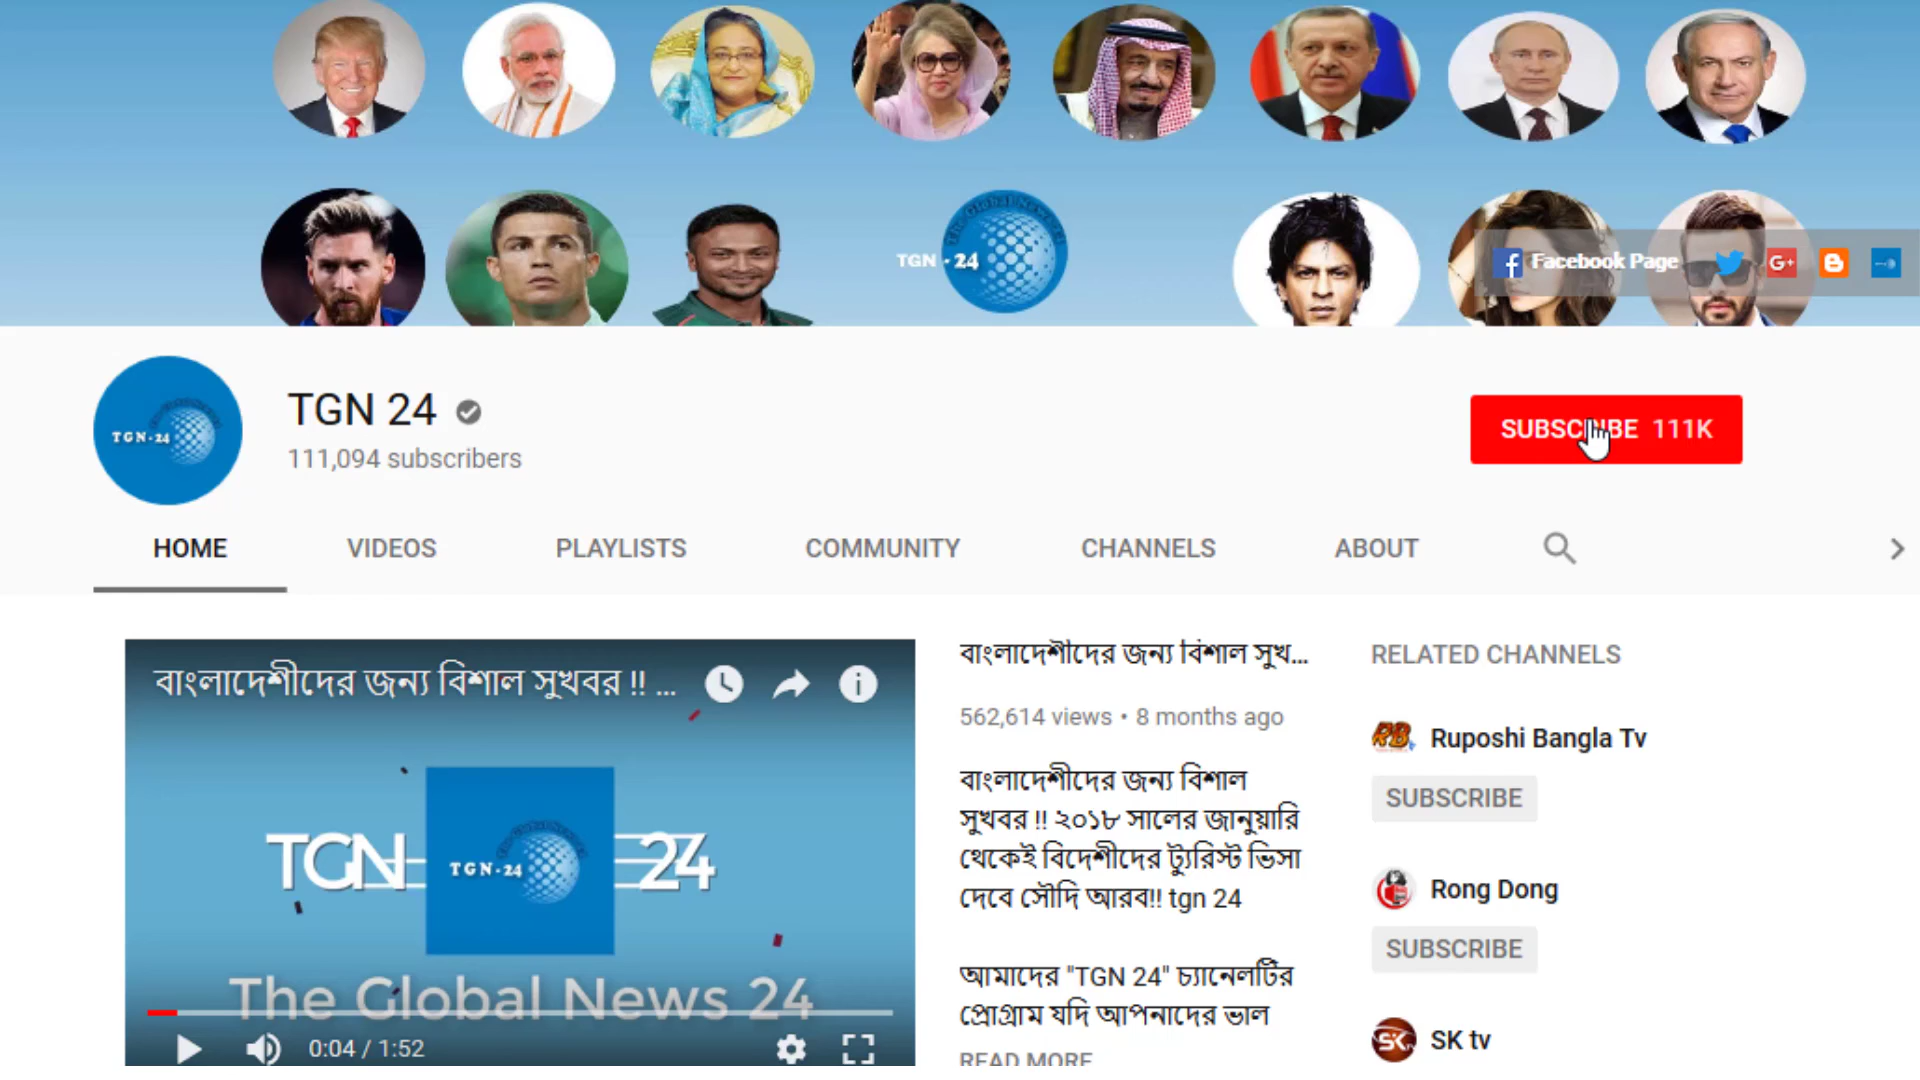 TGN - 24
Facebook Page
TGN-24
TGN 24
111,094 subscribers
SUBSCRIBE 111K
HOME
VIDEOS
PLAYLISTS
COMMUNITY
CHANNELS
ABOUT
বাংলাদেশীদের জন্য বিশাল সুখবর !! ...
TGN
TGN-24
24
The Global News 24
0:04 / 1:52
বাংলাদেশীদের জন্য বিশাল সুখ...
562,614 views • 8 months ago
বাংলাদেশীদের জন্য বিশাল
সুখবর !! ২০১৮ সালের জানুয়ারি
থেকেই বিদেশীদের ট্যুরিস্ট ভিসা
দেবে সৌদি আরব!! tgn 24
আমাদের "TGN 24" চ্যানেলটির
প্রোগ্রাম যদি আপনাদের ভাল
READ MORE
RELATED CHANNELS
Ruposhi Bangla Tv
SUBSCRIBE
Rong Dong
SUBSCRIBE
SK tv